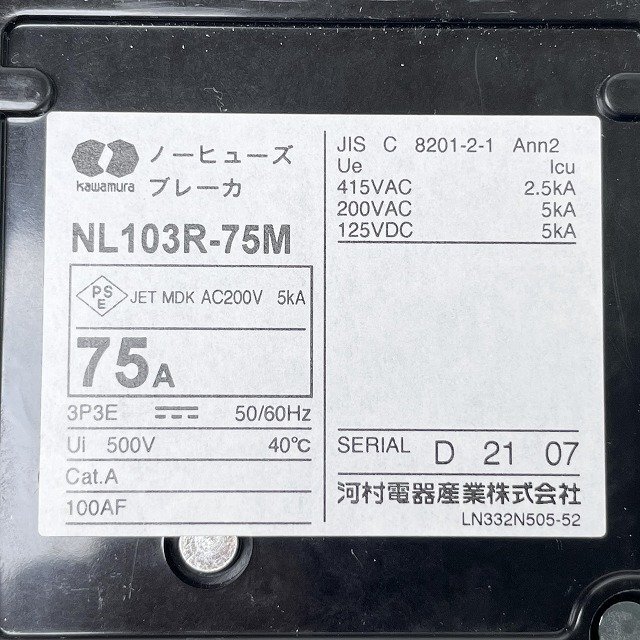 kawamura
ノーヒューズ
ブレーカ
NL103R-75M
PS
E
JET MDK AC200V 5kA
75A
3P3E 50/60Hz
Ui 500V 40℃
Cat.A
100AF
JIS C 8201-2-1 Ann2
Ue Icu
415VAC 2.5kA
200VAC 5kA
125VDC 5kA
SERIAL D 21 07
河村電器産業株式会社
LN332N505-52